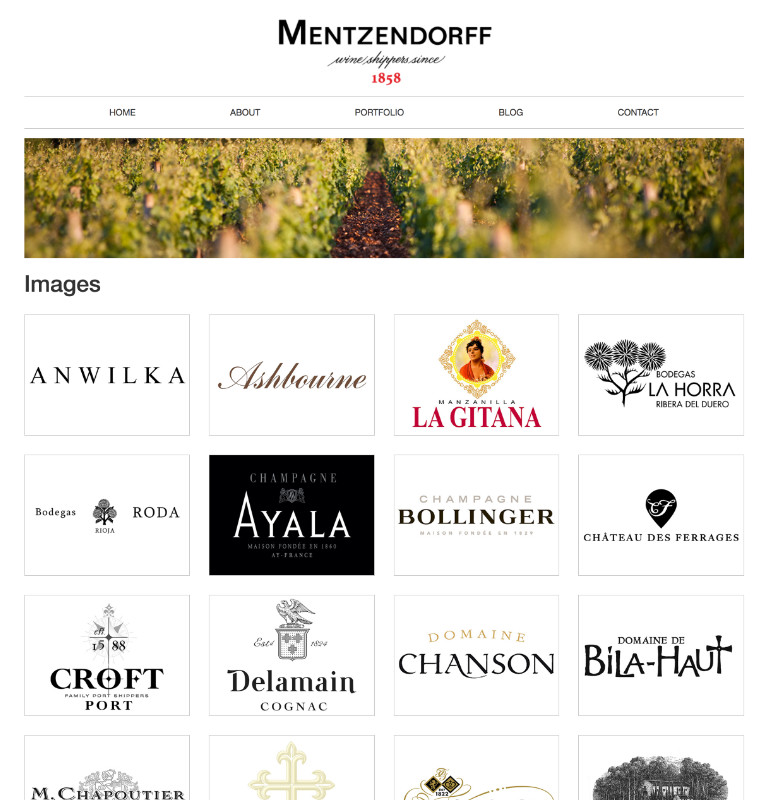 MENTZENDORFF
wine shippers since
1858
HOME ABOUT PORTFOLIO BLOG CONTACT
Images
ANWILKA
Ashbourne
MANZANILLA
LA GITANA
BODEGAS
LA HORRA
RIBERA DEL DUERO
Bodegas RODA
RIOJA
CHAMPAGNE
AYALA
MAISON FONDÉE EN 1860
AY-FRANCE
CHAMPAGNE
BOLLINGER
MAISON FONDÉE EN 1829
CF
CHÂTEAU DES FERRAGES
1588
CROFT
FAMILY PORT SHIPPERS
PORT
Estd 1824
Delamain
COGNAC
DOMAINE
CHANSON
DOMAINE DE
BILA-HAUT
M. CHAPOUTIER
1822